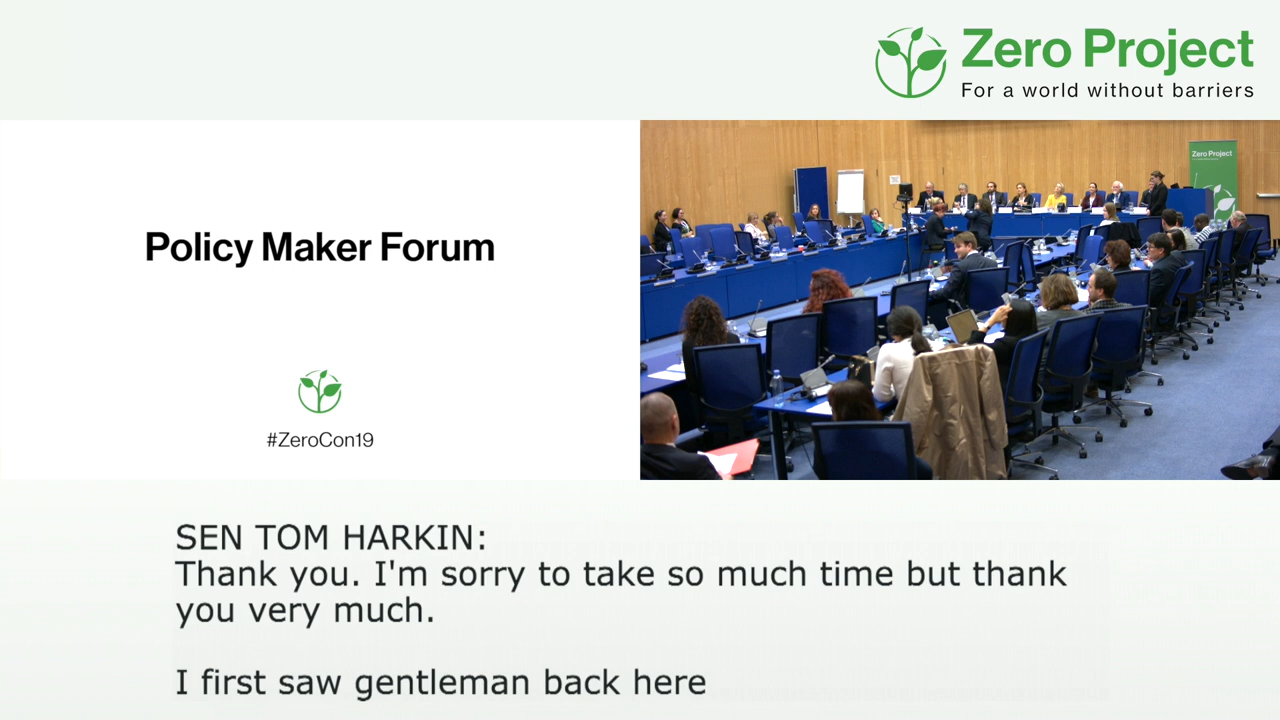 Zero Project
For a world without barriers
Policy Maker Forum
#ZeroCon19
Zero Project
SEN TOM HARKIN:
Thank you. I'm sorry to take so much time but thank
you very much.
I first saw gentleman back here